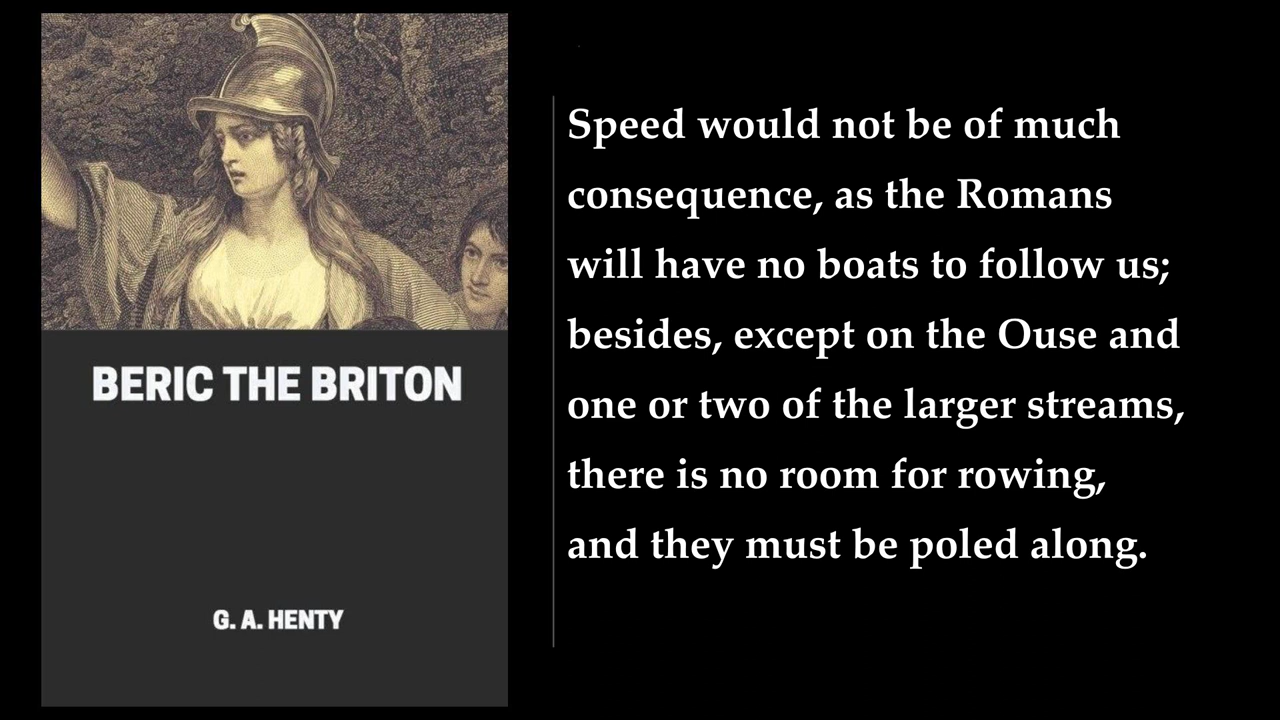 BERIC THE BRITON
G. A. HENTY
Speed would not be of much
consequence, as the Romans
will have no boats to follow us;
besides, except on the Ouse and
one or two of the larger streams,
there is no room for rowing,
and they must be poled along.